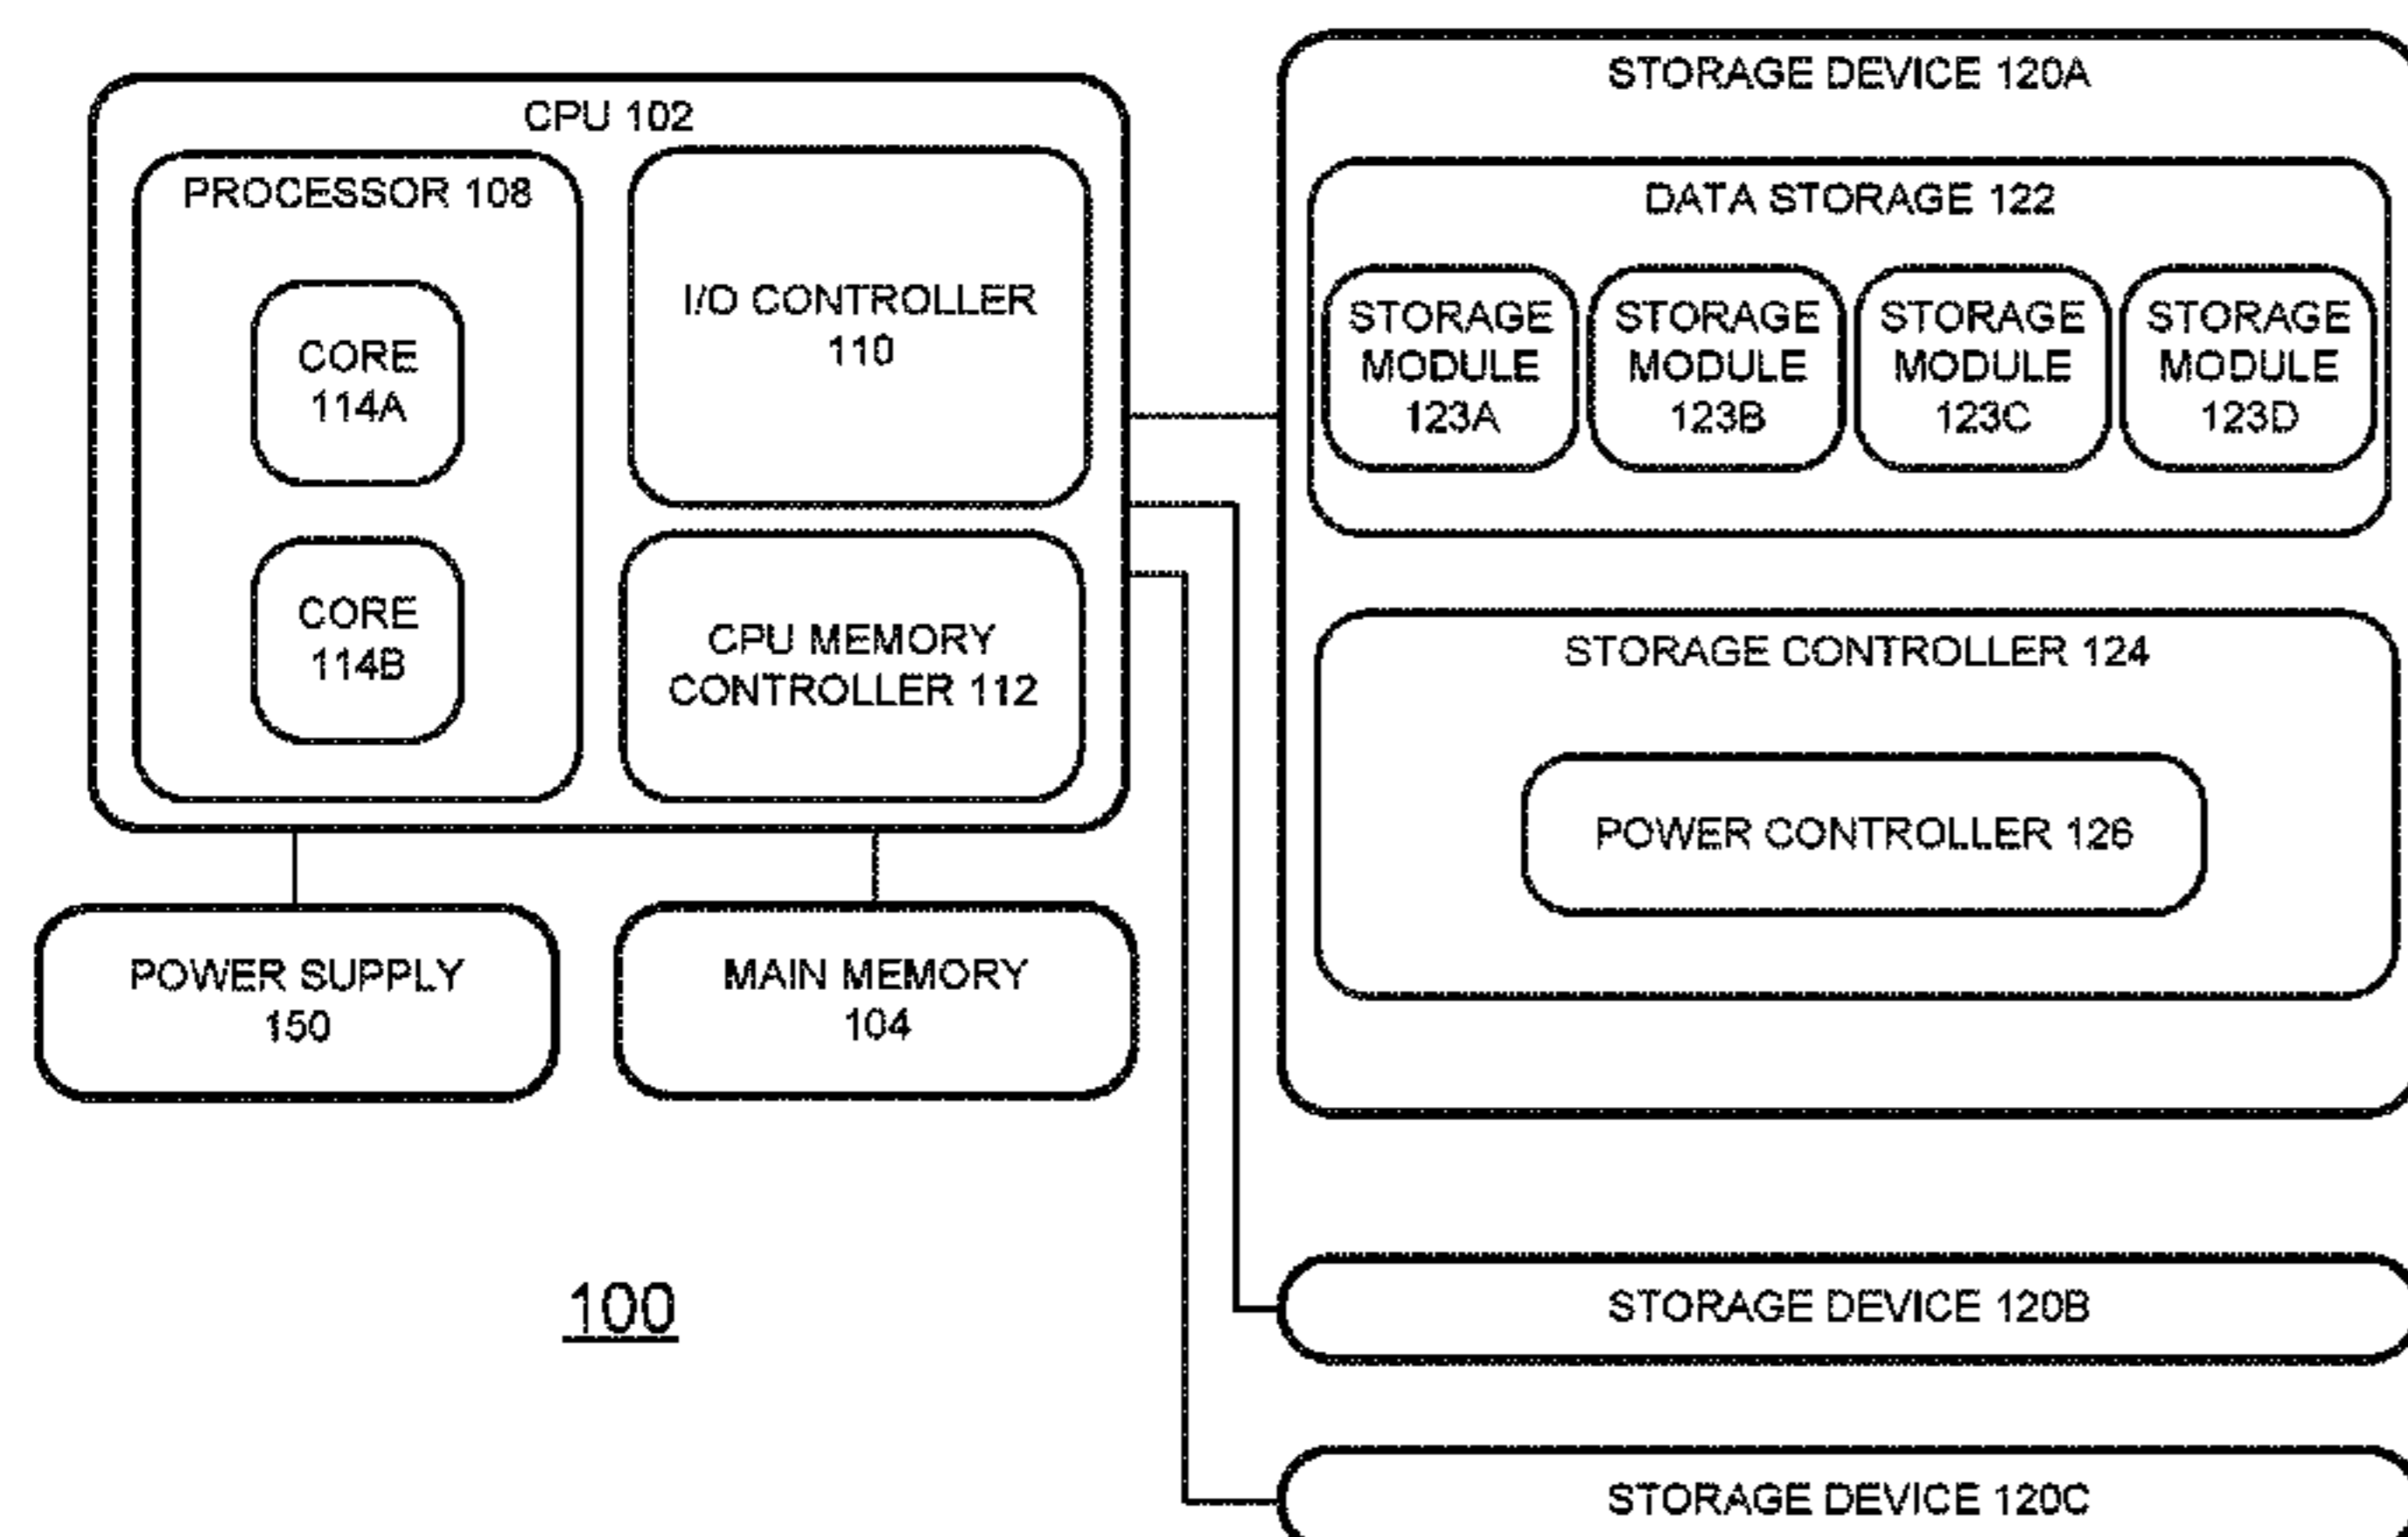 CPU 102
PROCESSOR 108
CORE
114A
CORE
114B
I/O CONTROLLER
110
CPU MEMORY
CONTROLLER 112
POWER SUPPLY
150
MAIN MEMORY
104
100
STORAGE DEVICE 120A
DATA STORAGE 122
STORAGE
MODULE
123A
STORAGE
MODULE
123B
STORAGE
MODULE
123C
STORAGE
MODULE
123D
STORAGE CONTROLLER 124
POWER CONTROLLER 126
STORAGE DEVICE 120B
STORAGE DEVICE 120C